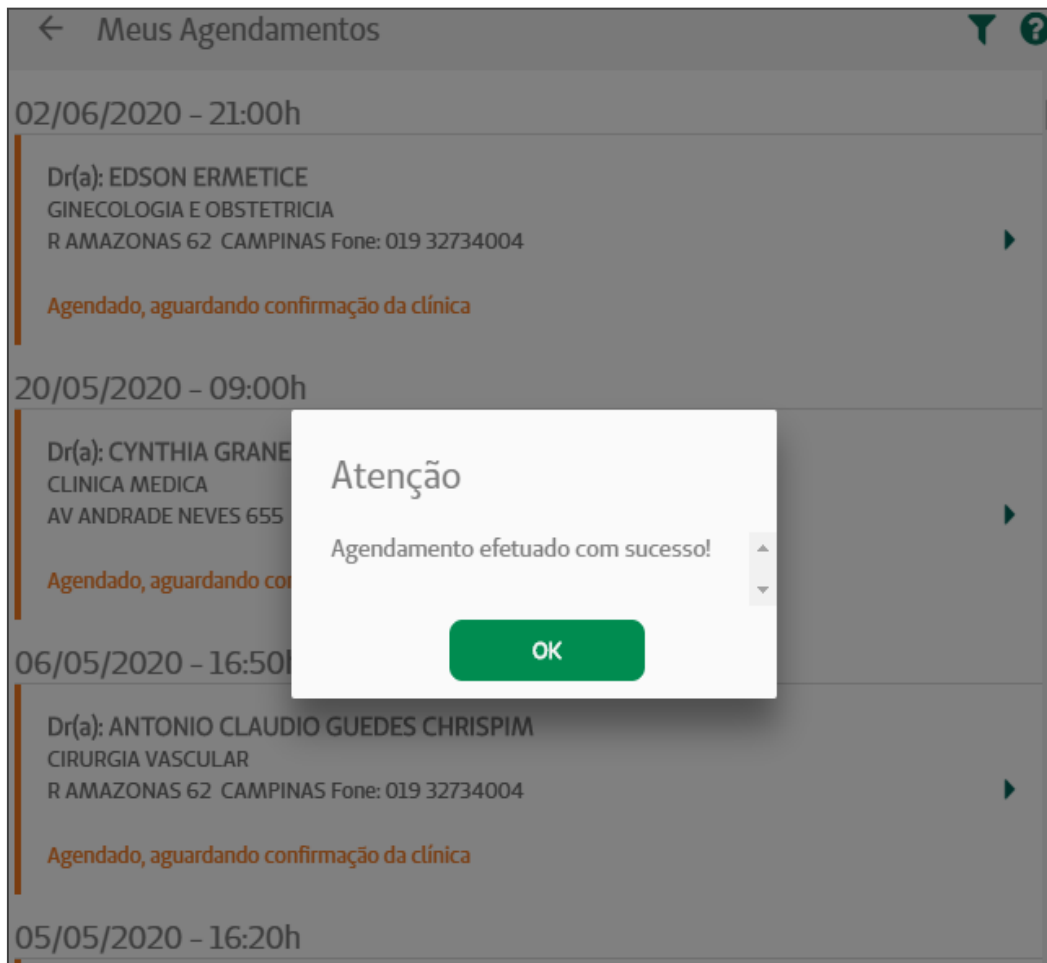 Meus Agendamentos
02/06/2020 - 21:00h
Dr(a): EDSON ERMETICE
GINECOLOGIA E OBSTETRICIA
R AMAZONAS 62 CAMPINAS Fone: 019 32734004
Agendado, aguardando confirmação da clínica
20/05/2020 - 09:00h
Dr(a): CYNTHIA
CLINICA MEDICA
AV ANDRADE NEVES 655
Agendado, aguardando
Atenção
Agendamento efetuado com sucesso!
OK
06/05/2020 - 16:50h
Dr(a): ANTONIO CLAUDIO GUEDES CHRISPIM
CIRURGIA VASCULAR
R AMAZONAS 62 CAMPINAS Fone: 019 32734004
Agendado, aguardando confirmação da clínica
05/05/2020 - 16:20h